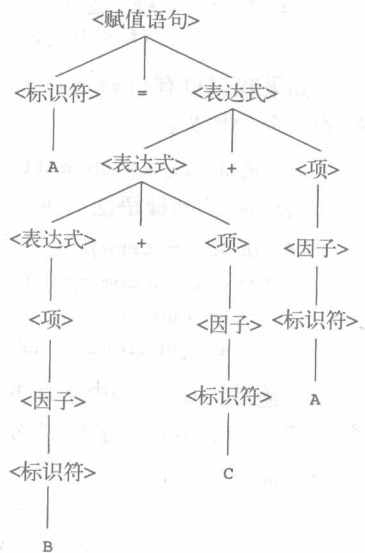 <赋值语句>
<标识符> = <表达式>
A <表达式> + <项>
<表达式> + <项> <因子>
<项> <因子> <标识符>
<因子> <标识符> A
<标识符> C
B